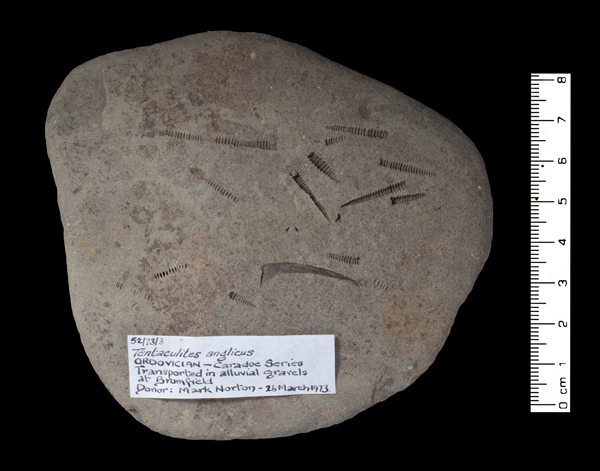 52/73/3
Tentaculites anglicus
ORDOVICIAN - Caradoc Series
Transported in alluvial gravels
at Bromfield
Donor: Mark Norton - 26 March 1973.
8
7
6
5
4
3
2
1
0 cm